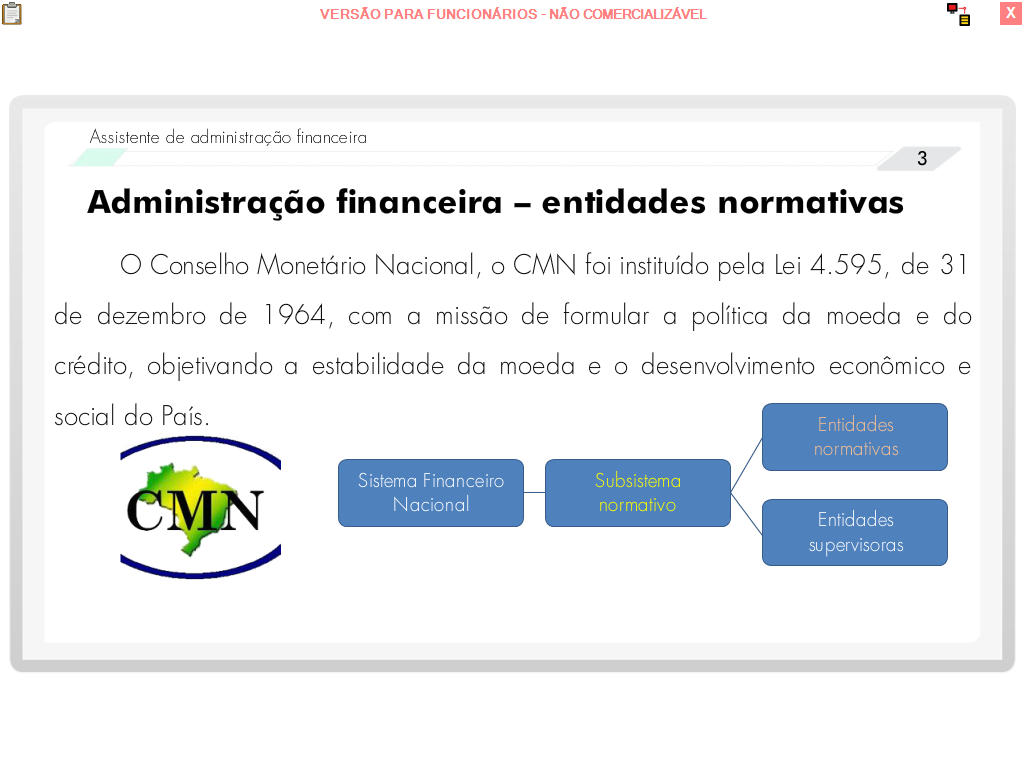 VERSÃO PARA FUNCIONÁRIOS - NÃO COMERCIALIZÁVEL
X
Assistente de administração financeira
3
Administração financeira – entidades normativas
O Conselho Monetário Nacional, o CMN foi instituído pela Lei 4.595, de 31
de dezembro de 1964, com a missão de formular a política da moeda e do
crédito, objetivando a estabilidade da moeda e o desenvolvimento econômico e
social do País.
CMN
Sistema Financeiro
Nacional
Subsistema
normativo
Entidades
normativas
Entidades
supervisoras